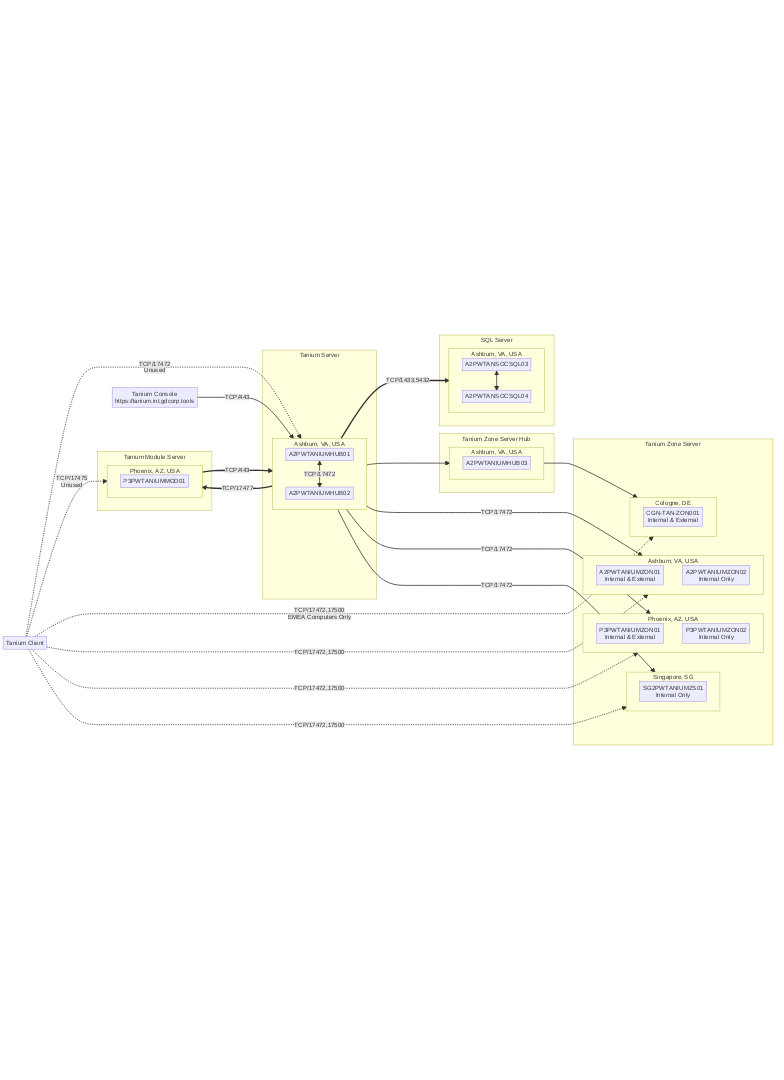 SQL Server
Ashburn, VA, USA
A2PWTANSOCSQL03
A2PWTANSOCSQL04
Tanium Server
TCP/17472
Unused
TCP/1433,5432
Tanium Console
https://tanium.int.gdcorp.tools
TCP/443
Ashburn, VA, USA
A2PWTANIUMHUB01
TCP/17472
A2PWTANIUMHUB02
Tanium Zone Server Hub
Ashburn, VA, USA
A2PWTANIUMHUB03
Tanium Module Server
Phoenix, AZ, USA
P3PWTANIUMMOD01
TCP/443
TCP/17477
TCP/17475
Unused
Tanium Zone Server
Cologne, DE
CGN-TAN-ZON001
Internal & External
TCP/17472
TCP/17472
Ashburn, VA, USA
A2PWTANIUMZON01
Internal & External
A2PWTANIUMZON02
Internal Only
TCP/17472
TCP/17472,17500
EMEA Computers Only
Phoenix, AZ, USA
P3PWTANIUMZON01
Internal & External
P3PWTANIUMZON02
Internal Only
Tanium Client
TCP/17472,17500
Singapore, SG
SG2PWTANIUMZS01
Internal Only
TCP/17472,17500
TCP/17472,17500